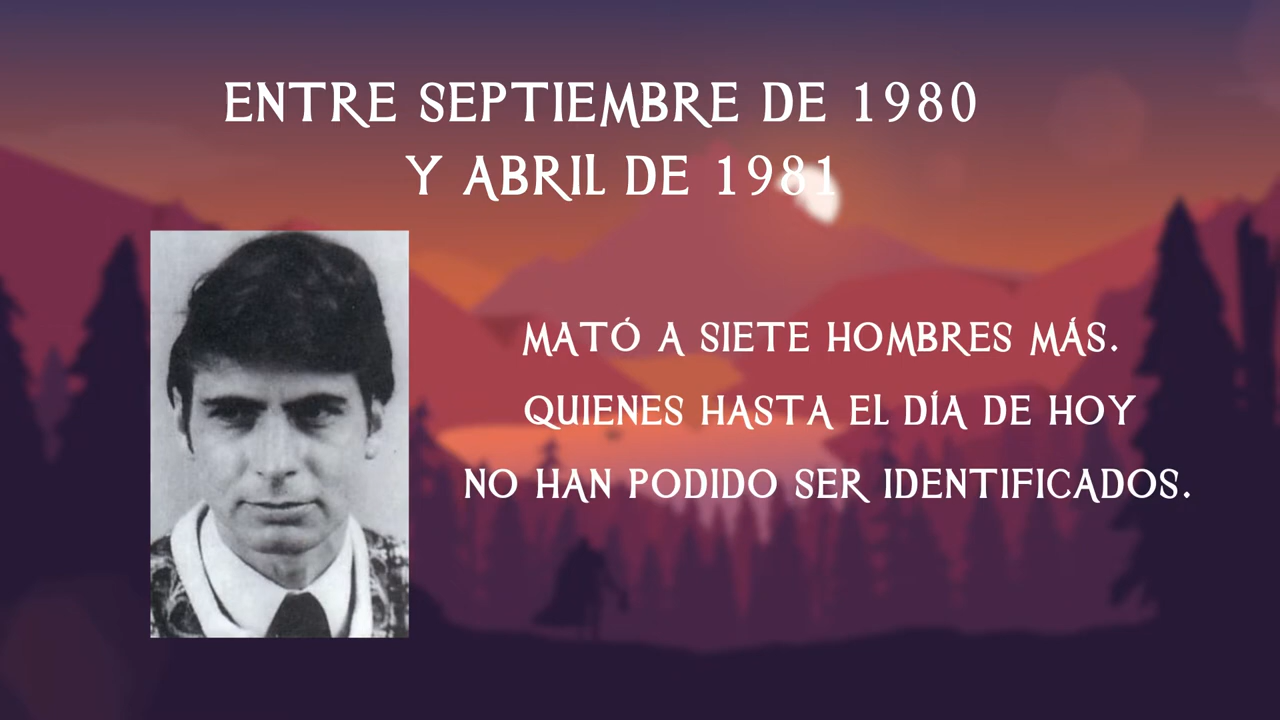 ENTRE SEPTIEMBRE DE 1980
Y ABRIL DE 1981
MATÓ A SIETE HOMBRES MÁS.
QUIENES HASTA EL DÍA DE HOY
NO HAN PODIDO SER IDENTIFICADOS.